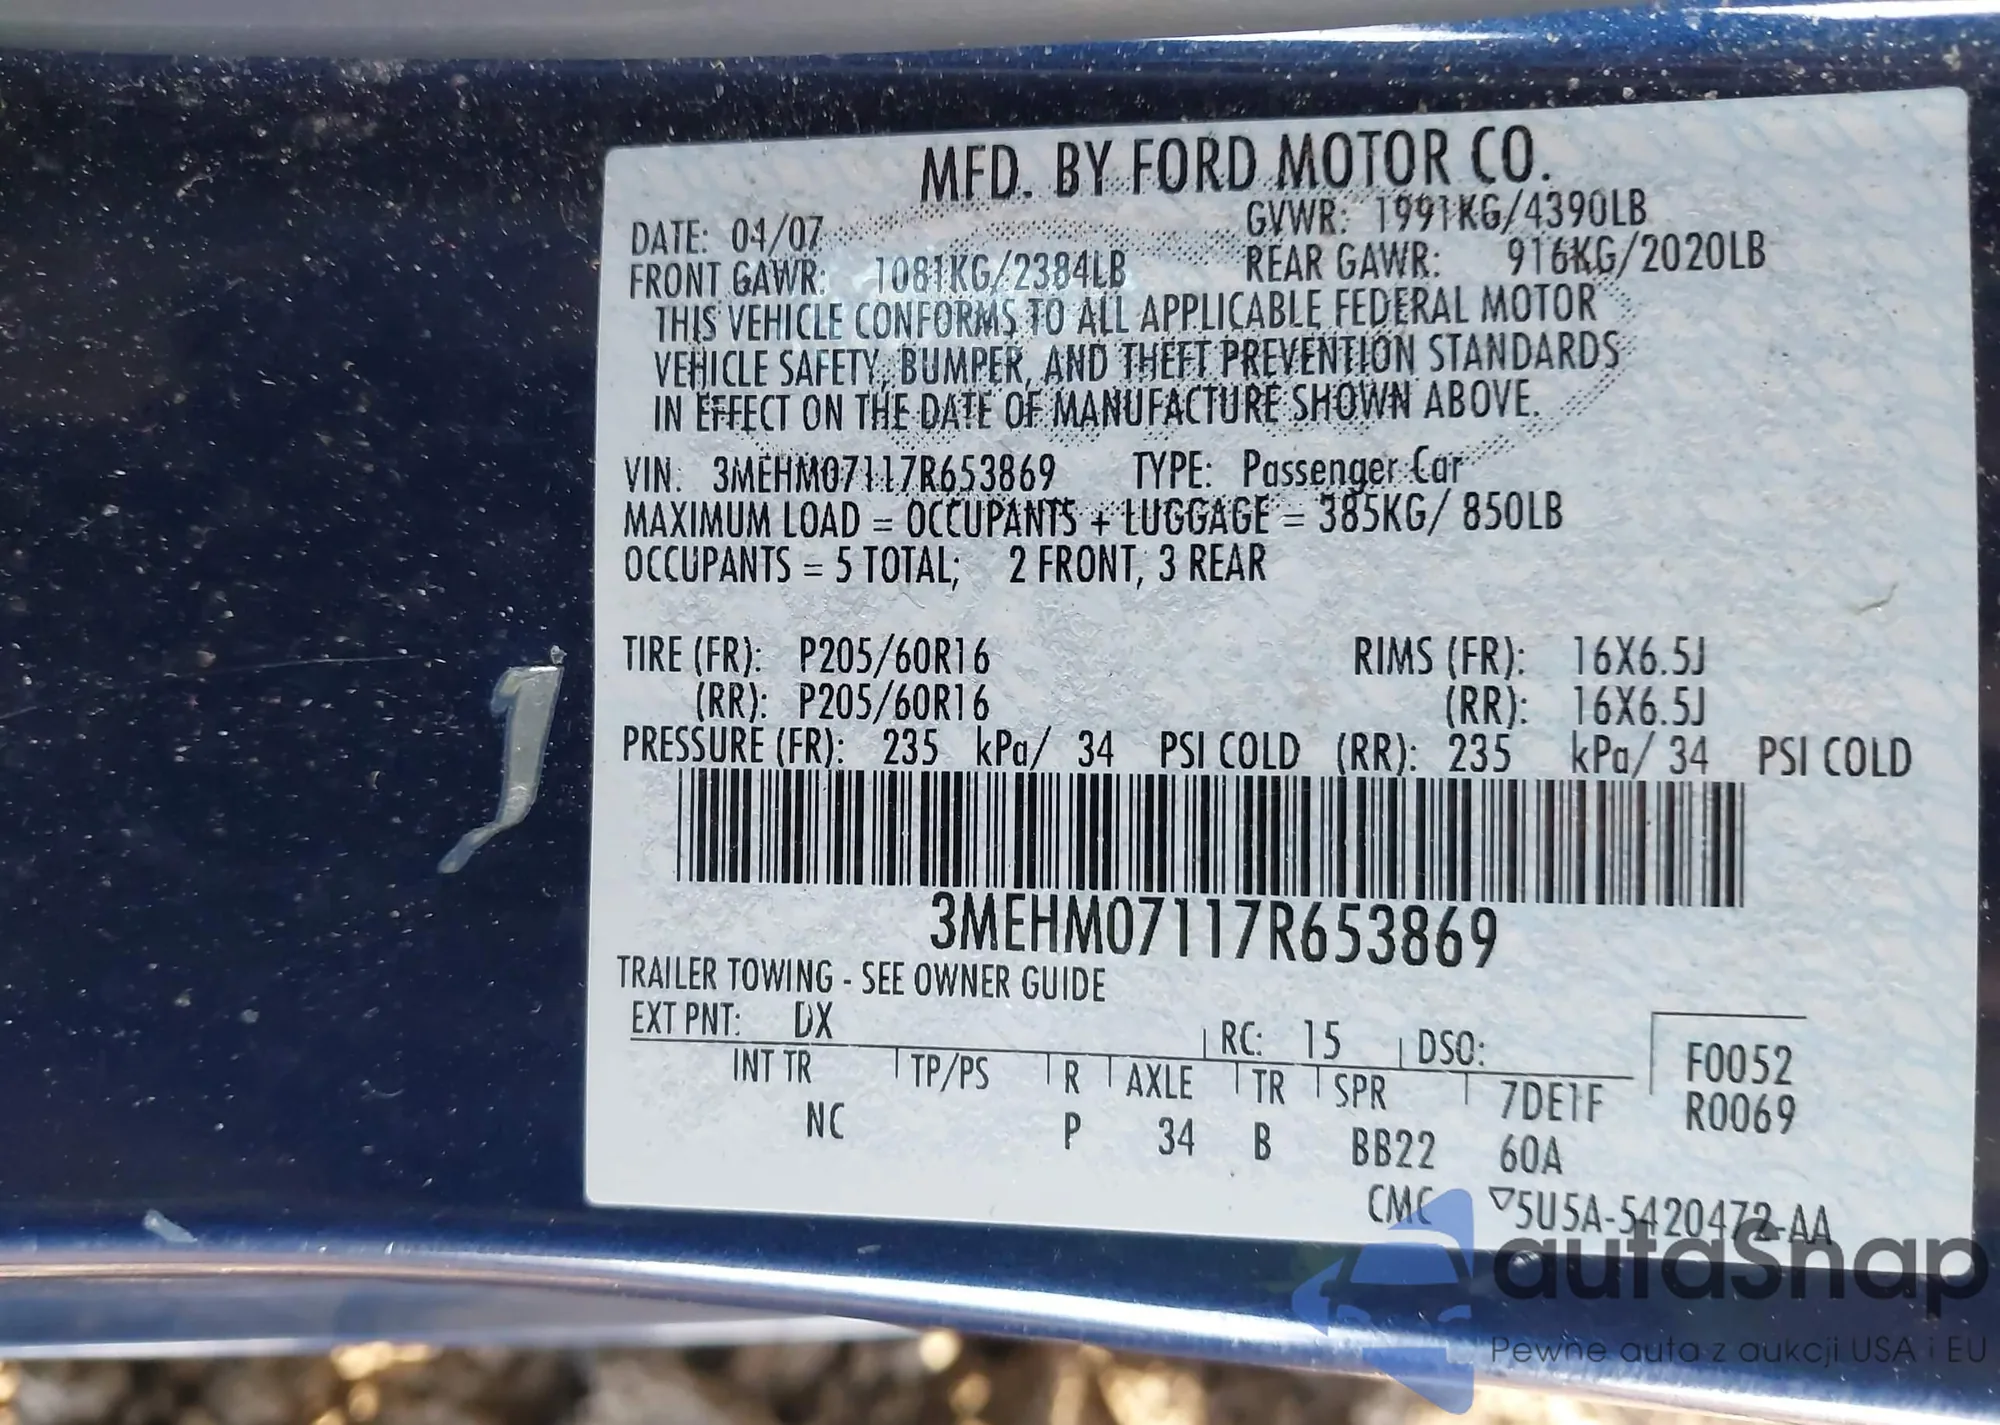 MFD. BY FORD MOTOR CO.
DATE: 04/07 GVWR: 1991KG/4390LB
FRONT GAWR: 1081KG/2384LB REAR GAWR: 916KG/2020LB
THIS VEHICLE CONFORMS TO ALL APPLICABLE FEDERAL MOTOR
VEHICLE SAFETY, BUMPER, AND THEFT PREVENTION STANDARDS
IN EFFECT ON THE DATE OF MANUFACTURE SHOWN ABOVE.
VIN: 3MEHM07117R653869 TYPE: Passenger Car
MAXIMUM LOAD = OCCUPANTS + LUGGAGE = 385KG/ 850LB
OCCUPANTS = 5 TOTAL; 2 FRONT, 3 REAR
TIRE (FR): P205/60R16 RIMS (FR): 16X6.5J
(RR): P205/60R16 (RR): 16X6.5J
PRESSURE (FR): 235 kPa/ 34 PSI COLD (RR): 235 kPa/ 34 PSI COLD
3MEHM07117R653869
TRAILER TOWING - SEE OWNER GUIDE
EXT PNT: DX RC: 15 DSO: F0052
INT TR TP/PS R AXLE TR SPR 7DE1F R0069
NC P 34 B BB22 60A
CMC ▽5U5A-5420472-AA
autaSnap
Pewne auta z aukcji USA i EU